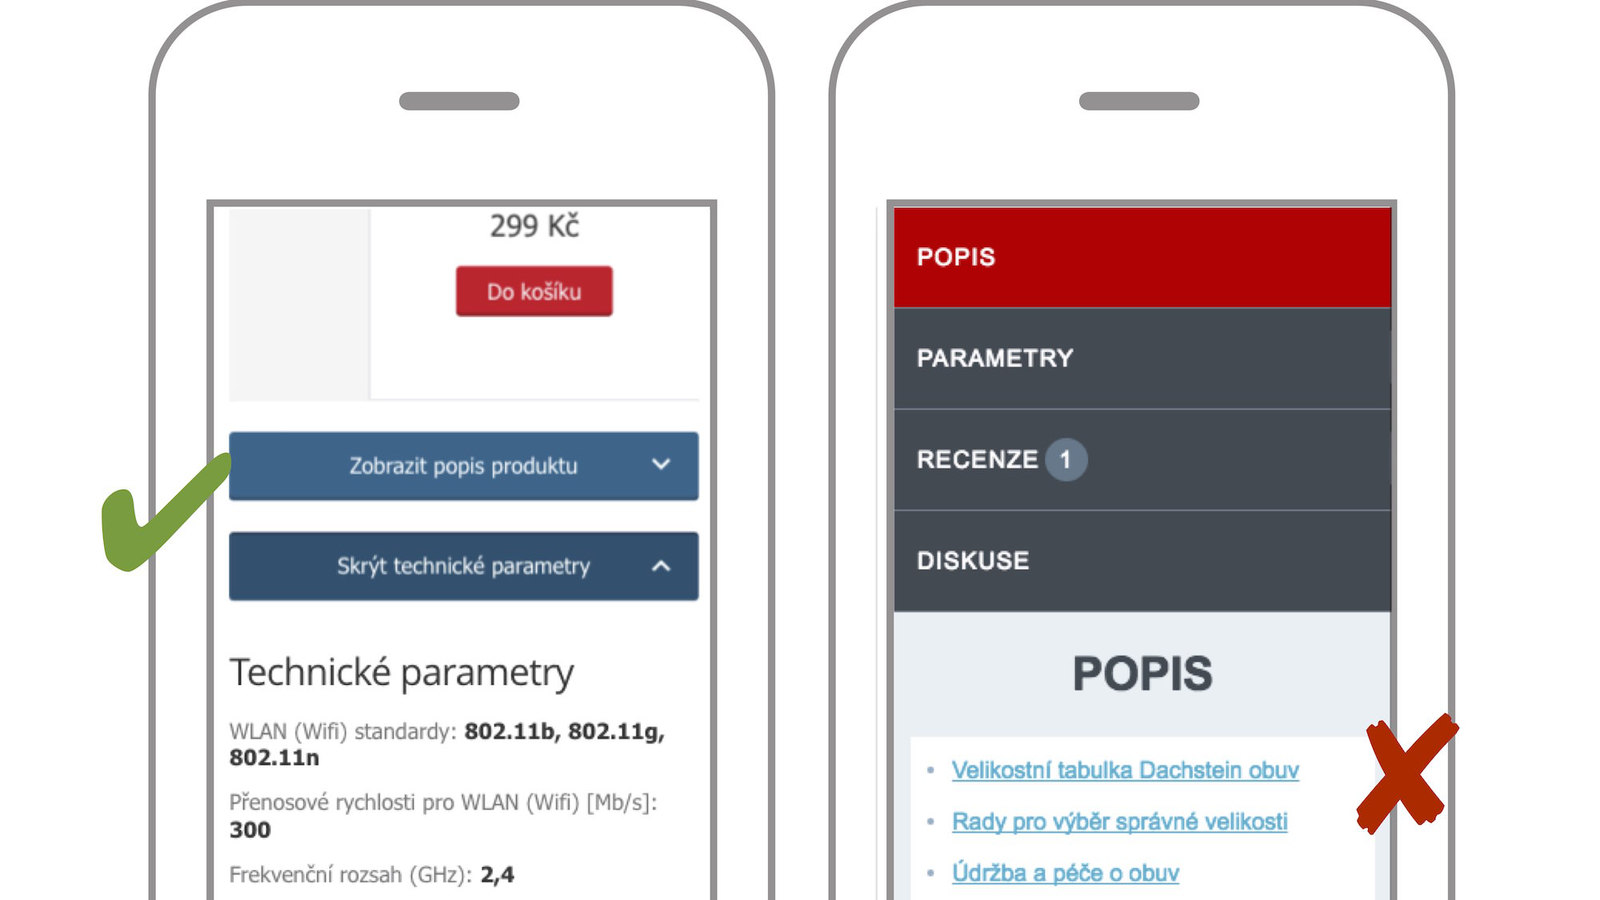 299 Kč
Do košíku
Zobrazit popis produktu
Skrýt technické parametry
Technické parametry
WLAN (Wifi) standardy: 802.11b, 802.11g,
802.11n
Přenosové rychlosti pro WLAN (Wifi) [Mb/s]:
300
Frekvenční rozsah (GHz): 2,4
POPIS
PARAMETRY
RECENZE 1
DISKUSE
POPIS
• Velikostní tabulka Dachstein obuv
• Rady pro výběr správné velikosti
• Údržba a péče o obuv